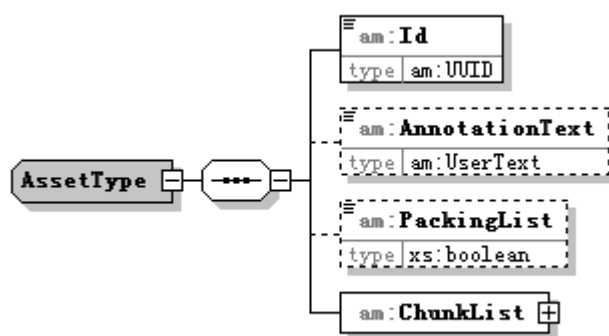 am:Id
type am:UUID
am:AnnotationText
type am:UserText
AssetType
am:PackingList
type xs:boolean
am:ChunkList